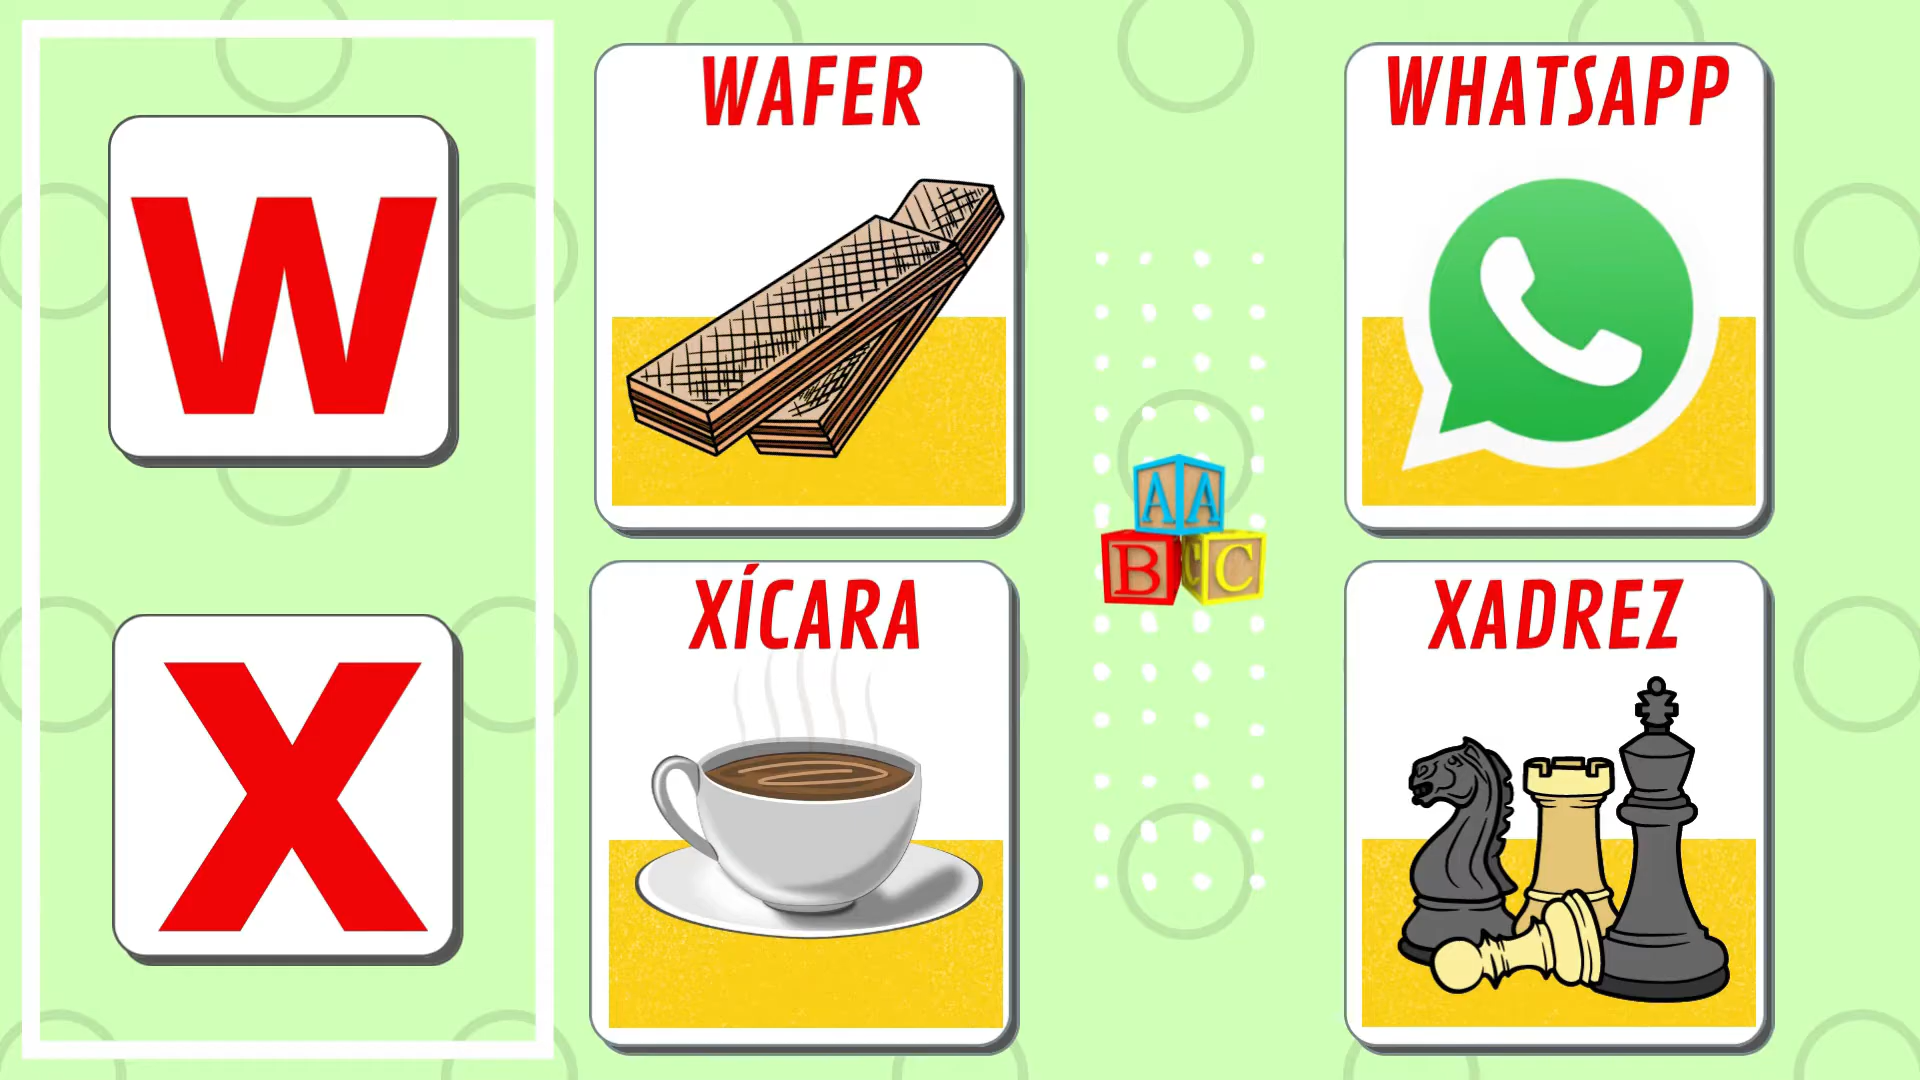 W
WAFER
WHATSAPP
X
XÍCARA
XADREZ
A A
B C C